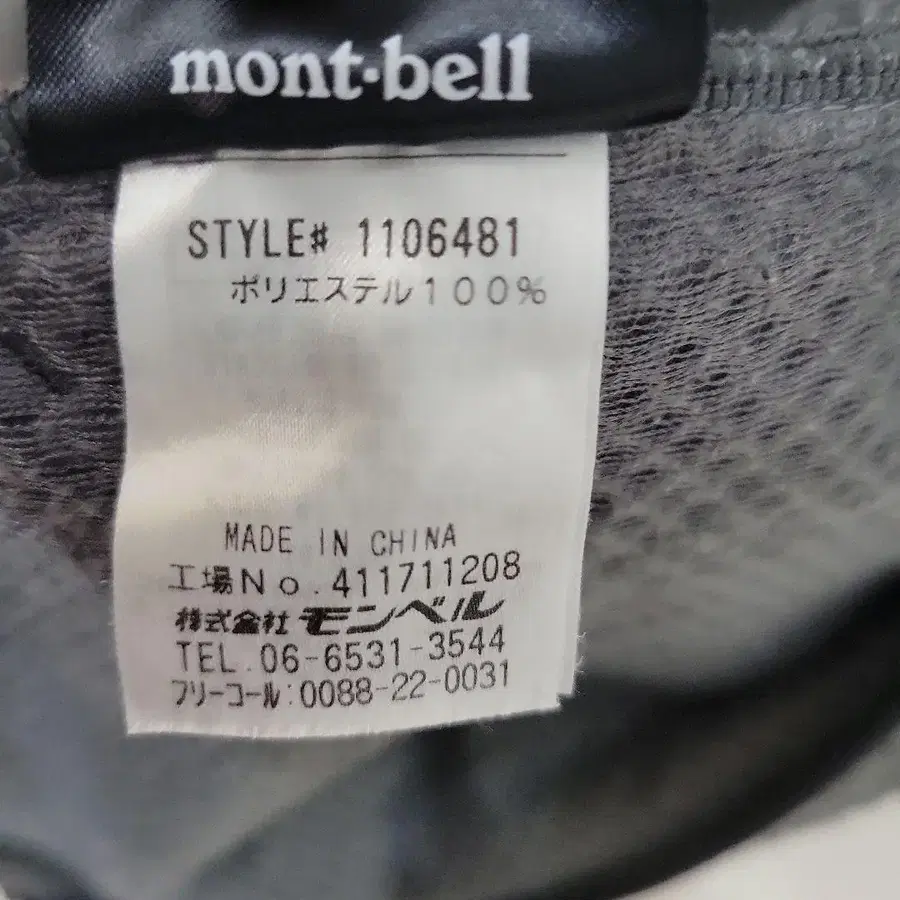 mont-bell
STYLE# 1106481
ポリエステル100%
MADE IN CHINA
工場No.411711208
株式会社モンベル
TEL.06-6531-3544
フリーコール:0088-22-0031